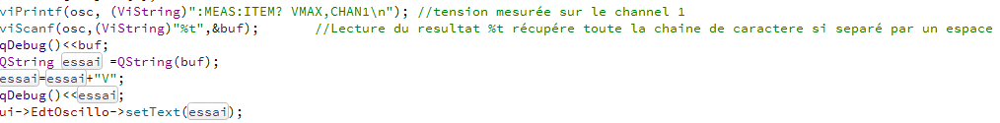 viPrintf(osc, (ViString)":MEAS:ITEM? VMAX,CHAN1\n"); //tension mesurée sur le channel 1
viScanf(osc,(ViString)"%t",&buf); //Lecture du resultat %t récupére toute la chaine de caractere si separé par un espace
qDebug()<<buf;
QString essai =QString(buf);
essai=essai+"V";
qDebug()<<essai;
ui->EdtOscillo->setText(essai);